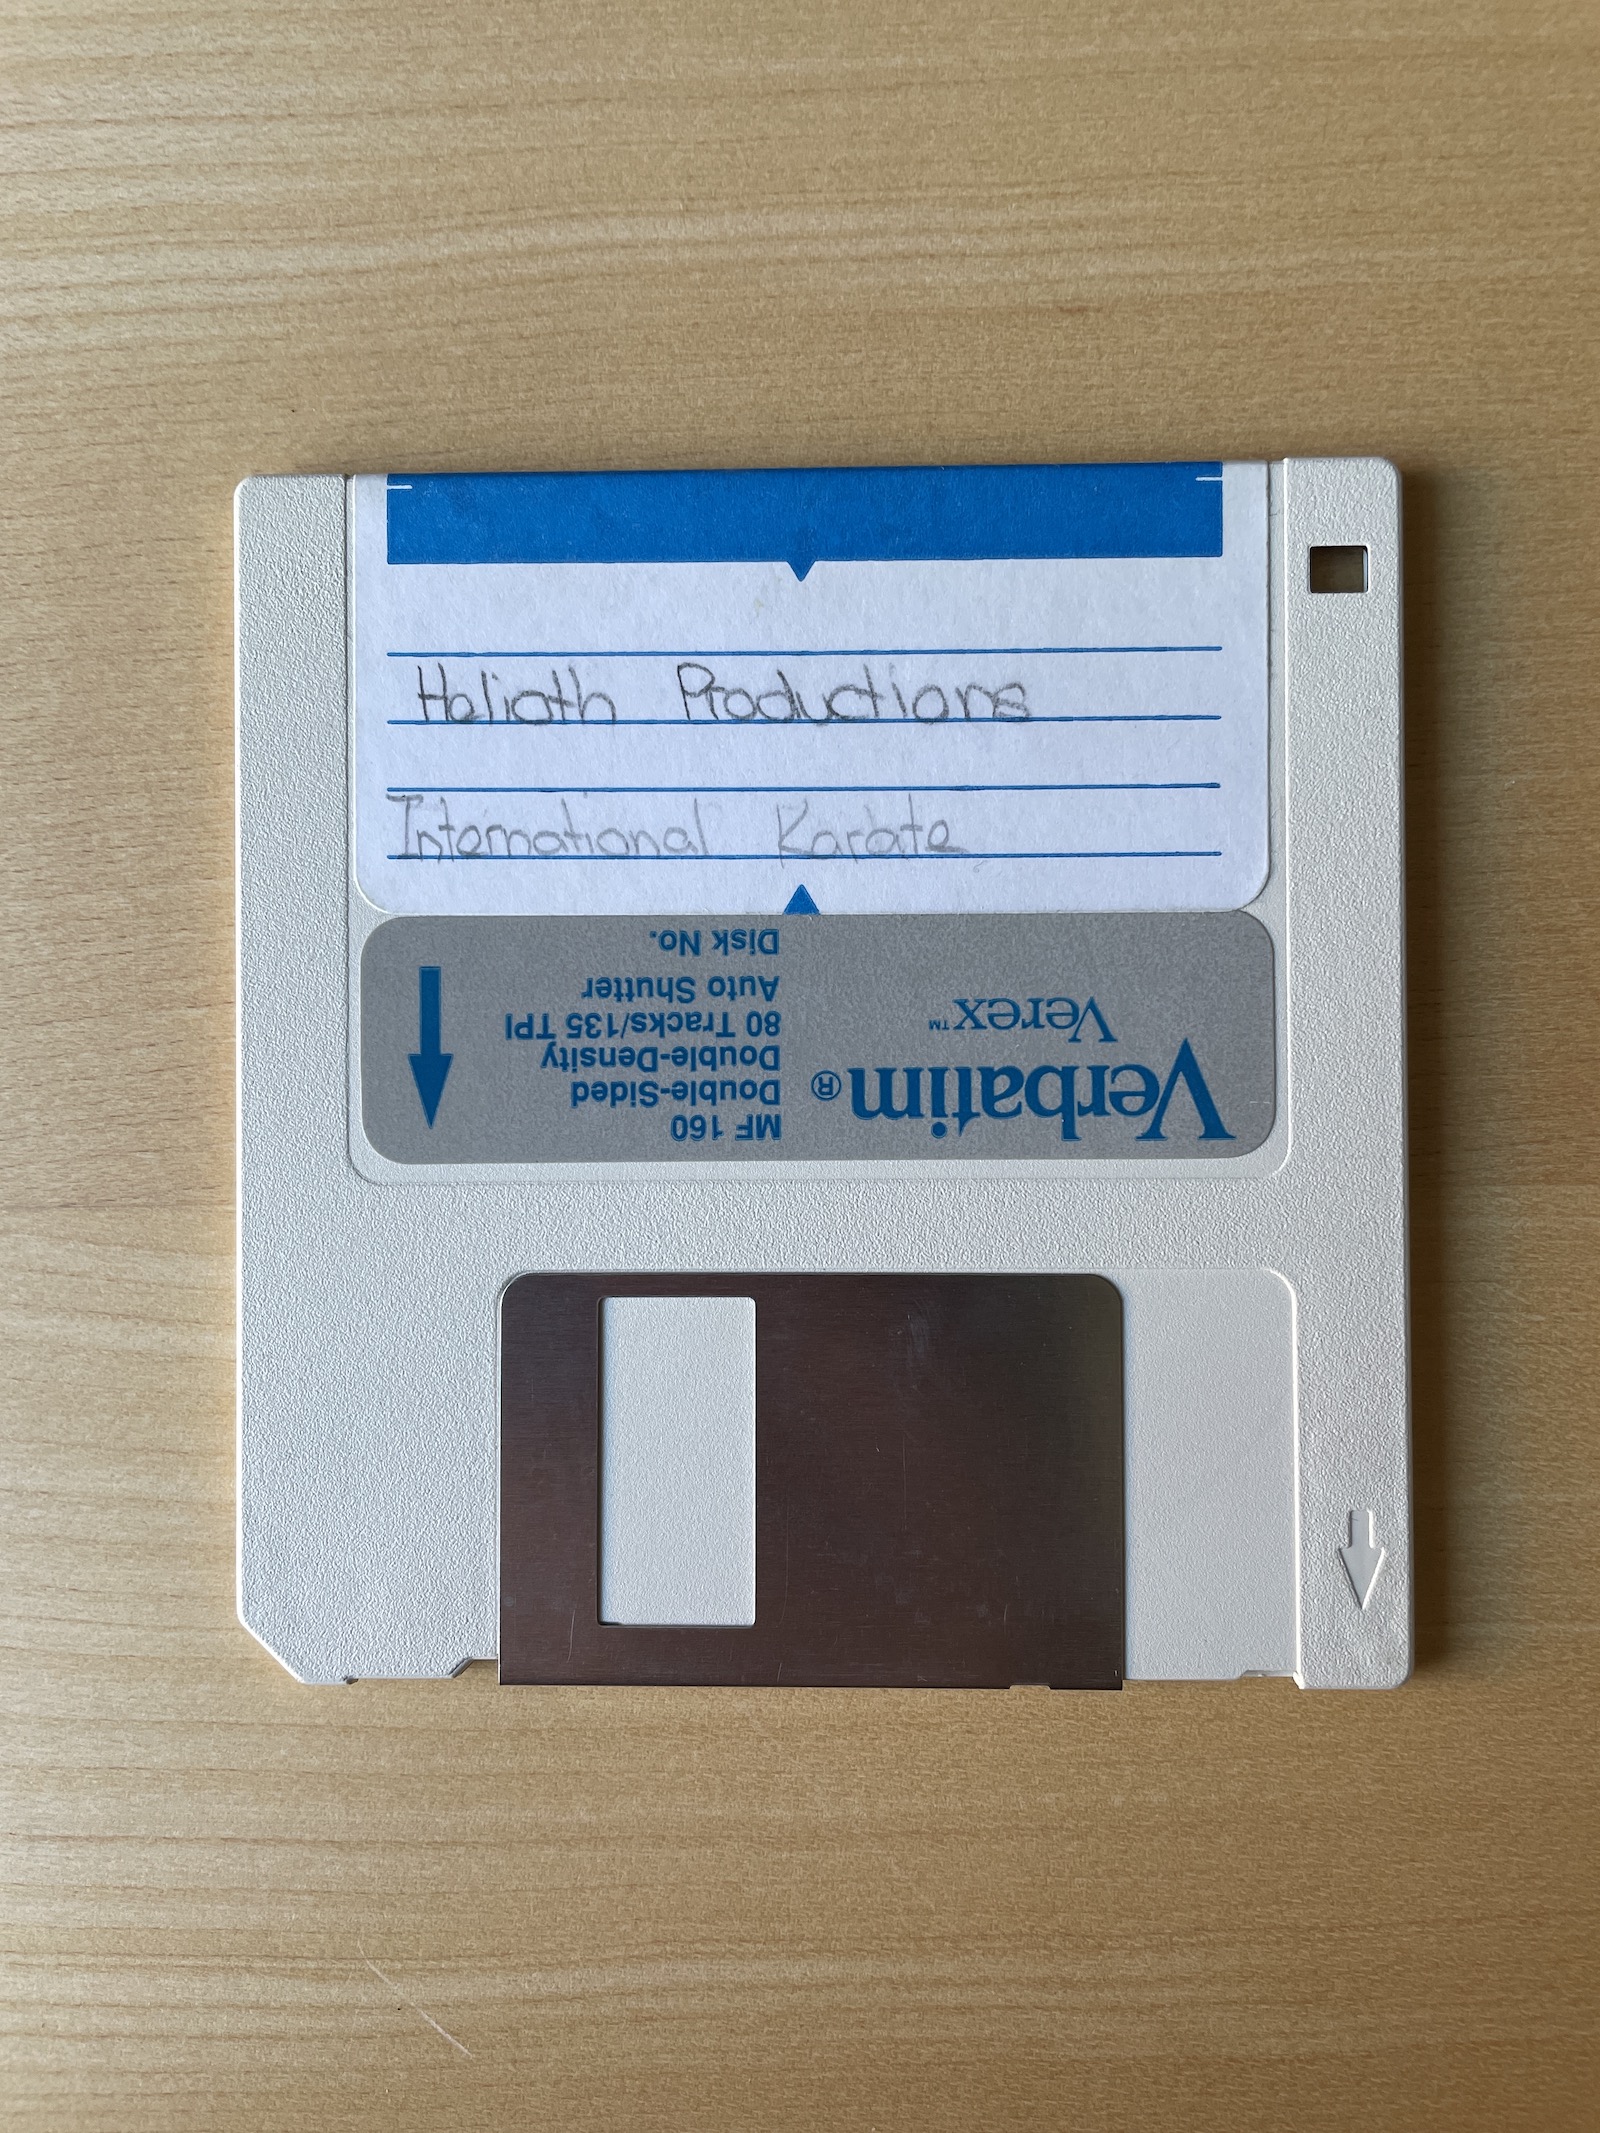 Helioth Productions
International Karate
Verbatim®
Verex™
MF 160
Double-Sided
Double-Density
80 Tracks/135 TPI
Auto Shutter
Disk No.